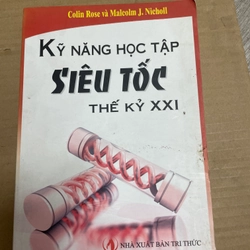 Colin Rose và Malcolm J. Nicholl
KỸ NĂNG HỌC TẬP
SIÊU TỐC
THẾ KỶ XXI
NHÀ XUẤT BẢN TRI THỨC